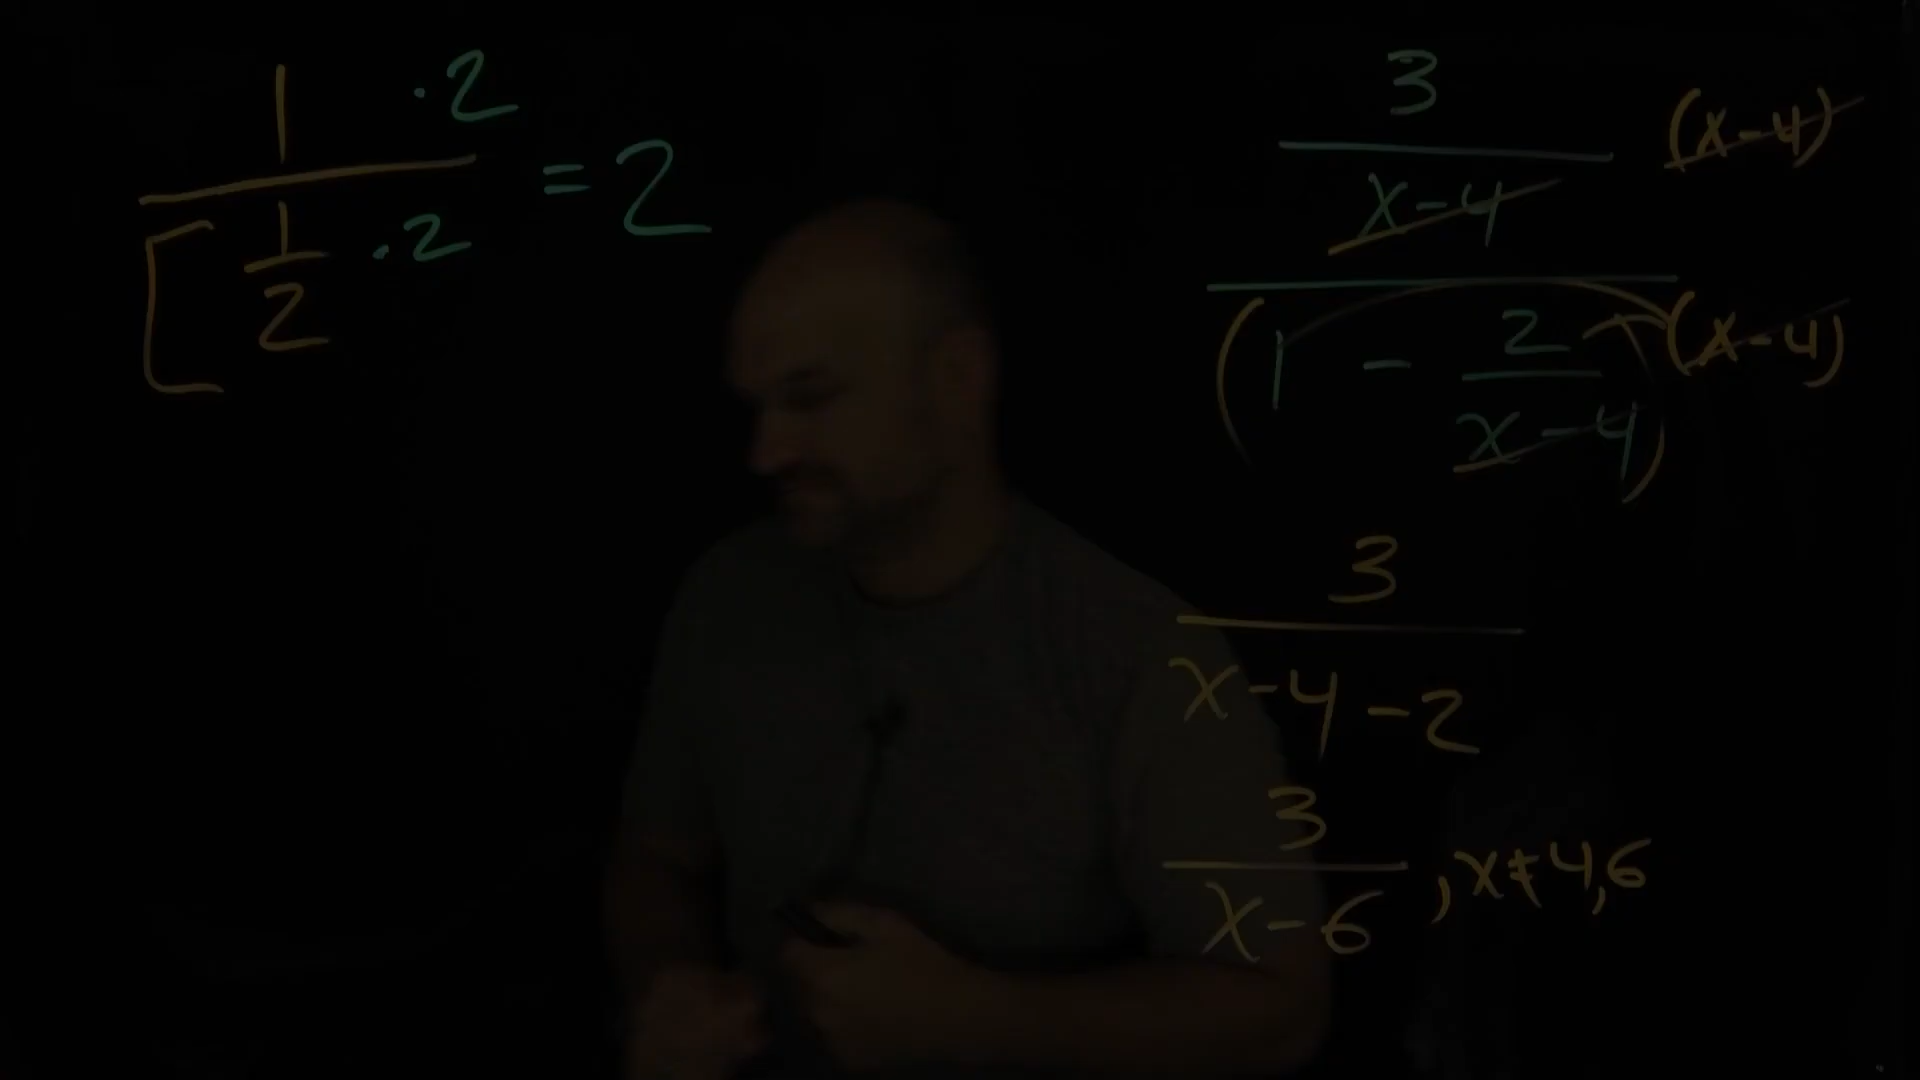 1 · 2
[ 1/2 · 2 = 2
3 (x-4)
x-4
(1 - 2/(x-4)) (x-4)
3
x-4-2
3
x-6 , x≠4,6